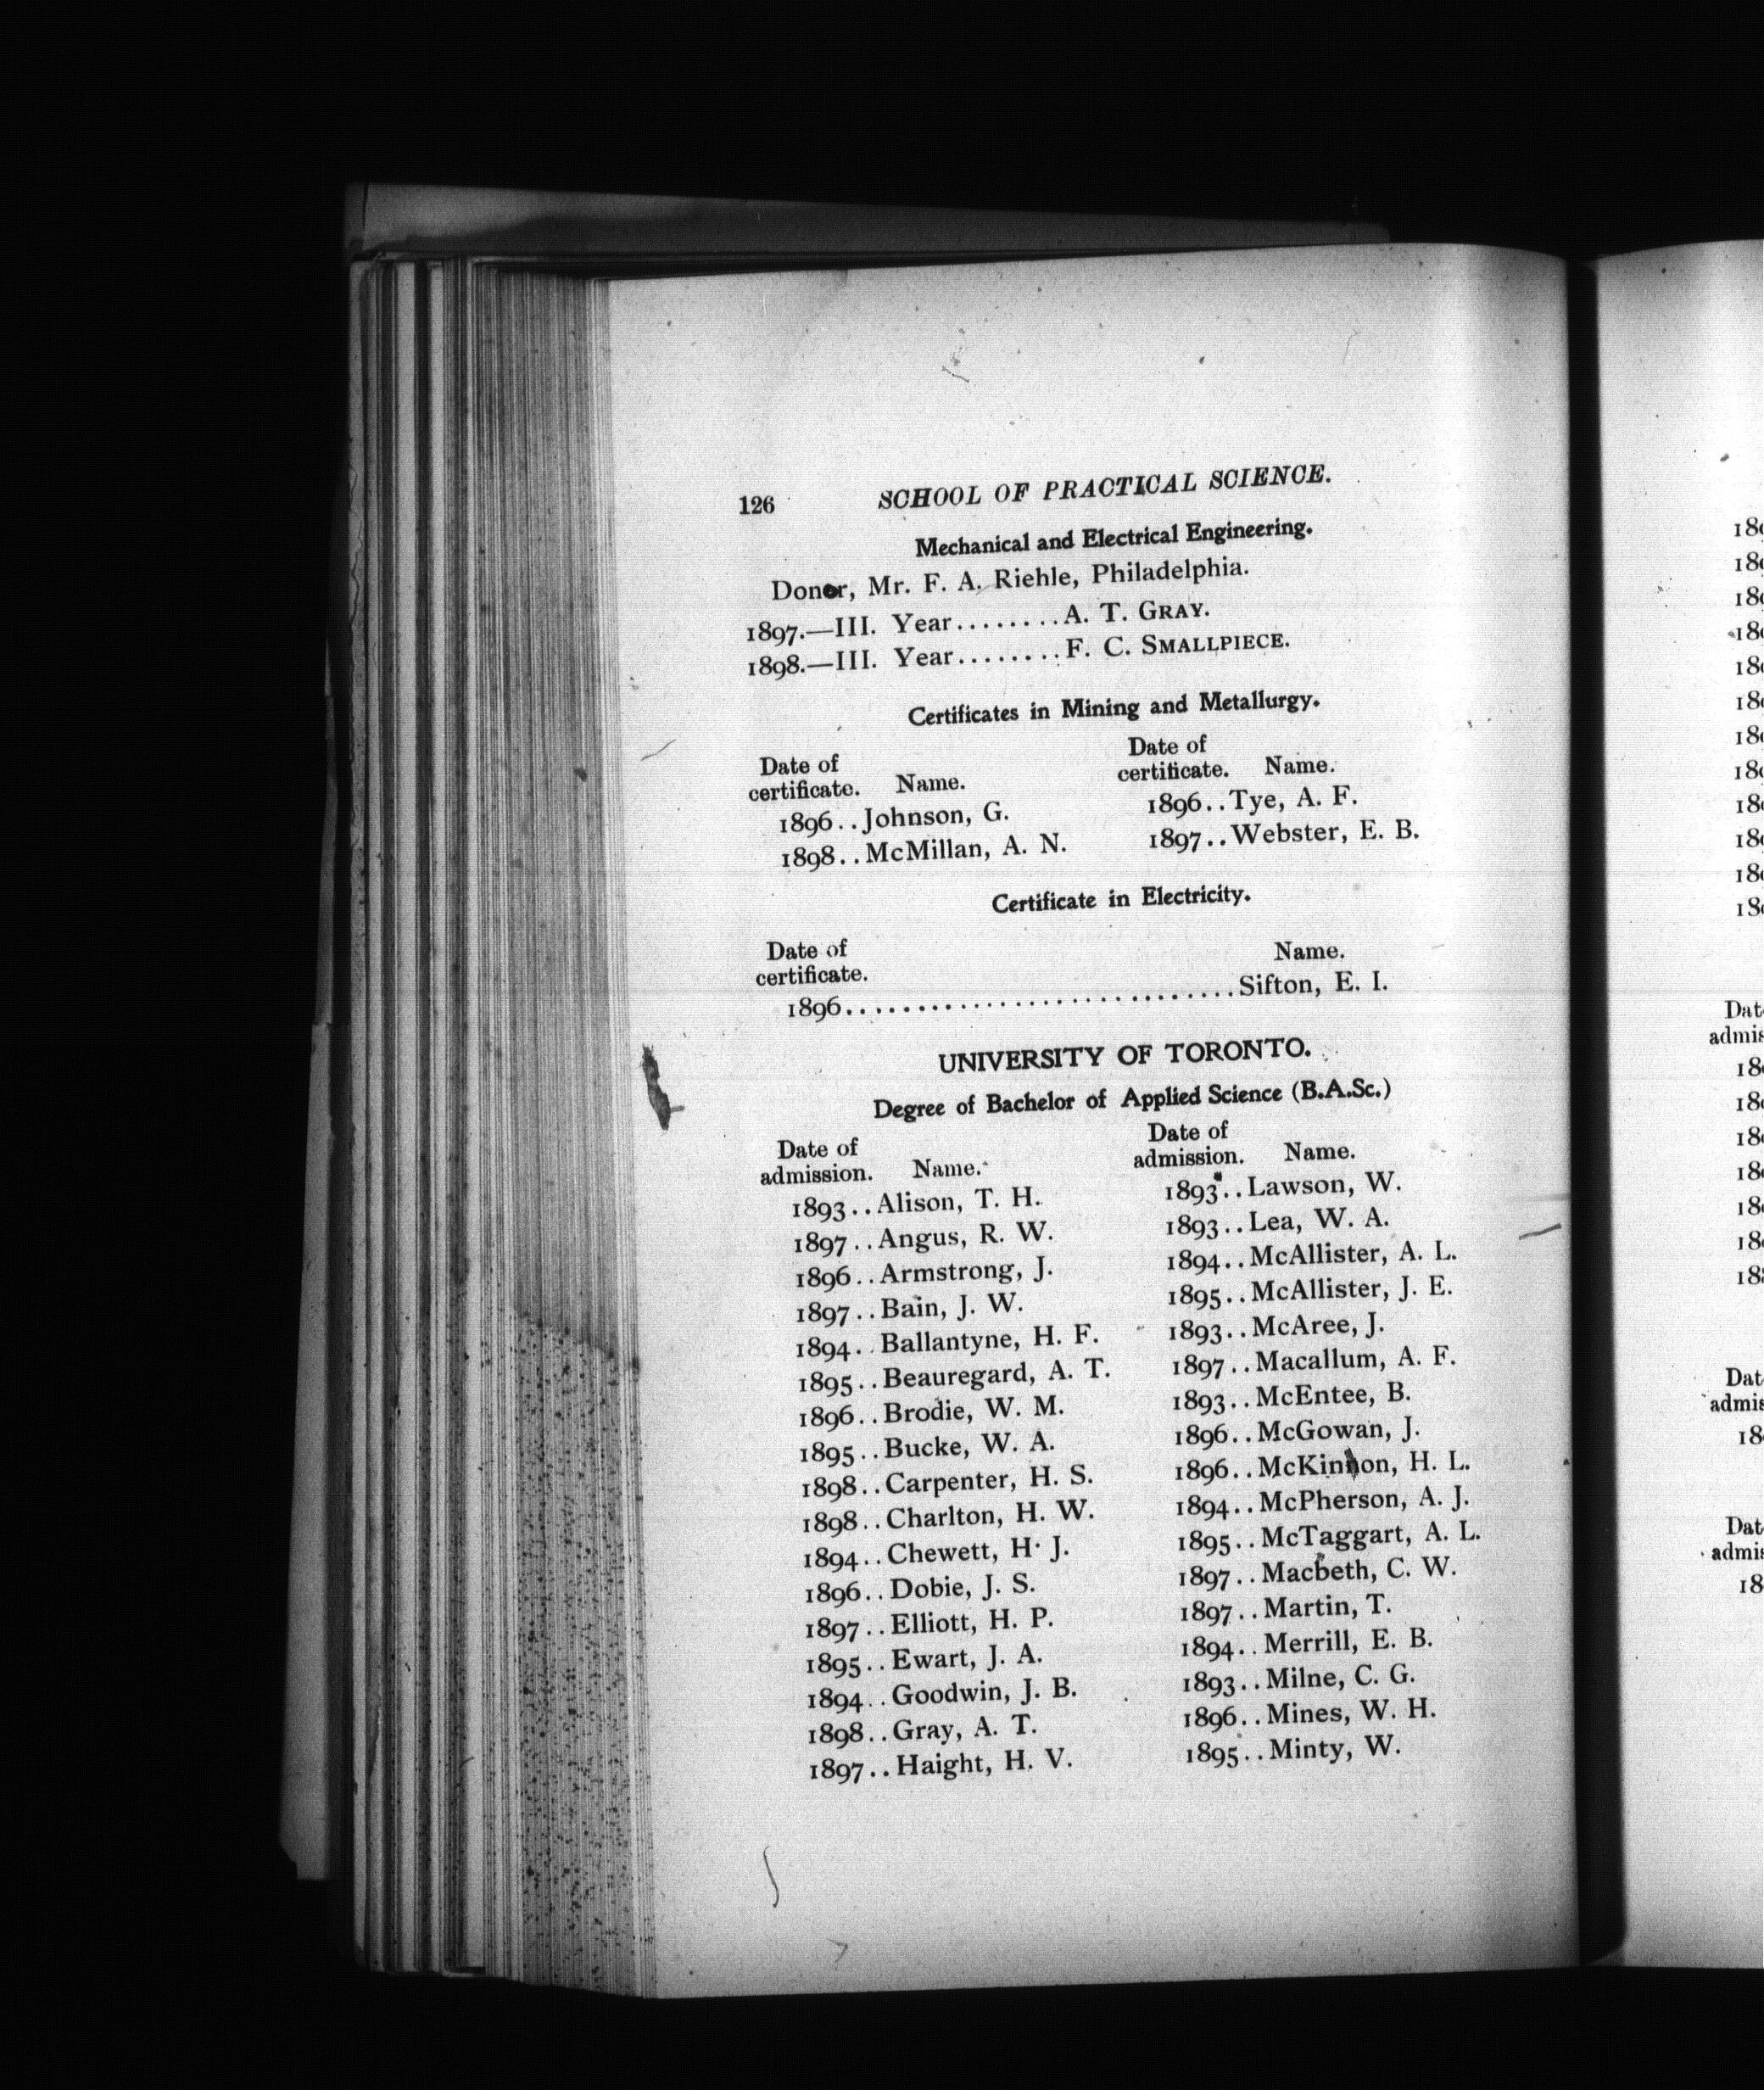 126 SCHOOL OF PRACTICAL SCIENCE.
Mechanical and Electrical Engineering.
Donor, Mr. F. A. Riehle, Philadelphia.
1897.—III. Year........A. T. GRAY.
1898.—III. Year........F. C. SMALLPIECE.
Certificates in Mining and Metallurgy.
Date of
certificate. Name.
1896..Johnson, G.
1898..McMillan, A. N.
Date of
certificate. Name.
1896..Tye, A. F.
1897..Webster, E. B.
Certificate in Electricity.
Date of
certificate. Name.
1896............................Sifton, E. I.
UNIVERSITY OF TORONTO.
Degree of Bachelor of Applied Science (B.A.Sc.)
Date of
admission. Name.
1893..Alison, T. H.
1897..Angus, R. W.
1896..Armstrong, J.
1897..Bain, J. W.
1894..Ballantyne, H. F.
1895..Beauregard, A. T.
1896..Brodie, W. M.
1895..Bucke, W. A.
1898..Carpenter, H. S.
1898..Charlton, H. W.
1894..Chewett, H. J.
1896..Dobie, J. S.
1897..Elliott, H. P.
1895..Ewart, J. A.
1894..Goodwin, J. B.
1898..Gray, A. T.
1897..Haight, H. V.
Date of
admission. Name.
1893..Lawson, W.
1893..Lea, W. A.
1894..McAllister, A. L.
1895..McAllister, J. E.
1893..McAree, J.
1897..Macallum, A. F.
1893..McEntee, B.
1896..McGowan, J.
1896..McKinnon, H. L.
1894..McPherson, A. J.
1895..McTaggart, A. L.
1897..Macbeth, C. W.
1897..Martin, T.
1894..Merrill, E. B.
1893..Milne, C. G.
1896..Mines, W. H.
1895..Minty, W.